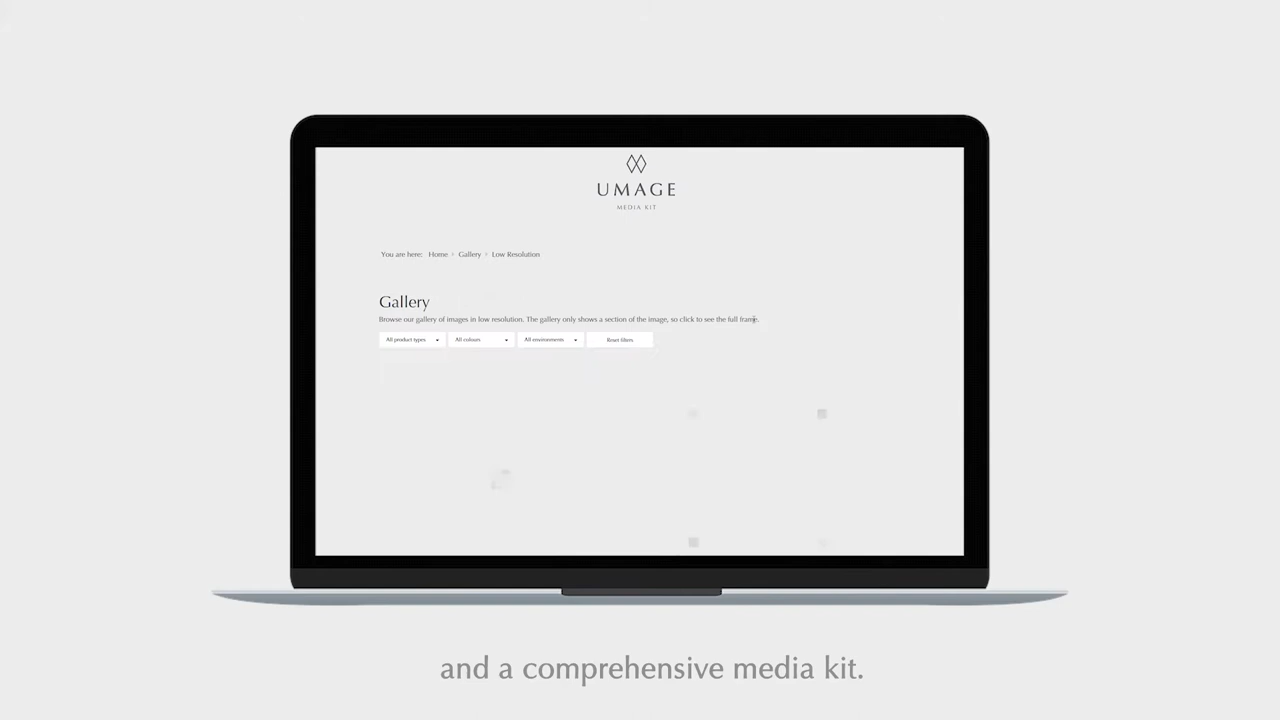 UMAGE
MEDIA KIT
You are here: Home › Gallery › Low Resolution
Gallery
Browse our gallery of images in low resolution. The gallery only shows a section of the image, so click to see the full frame.
All product types
All colours
All environments
Reset filters
and a comprehensive media kit.